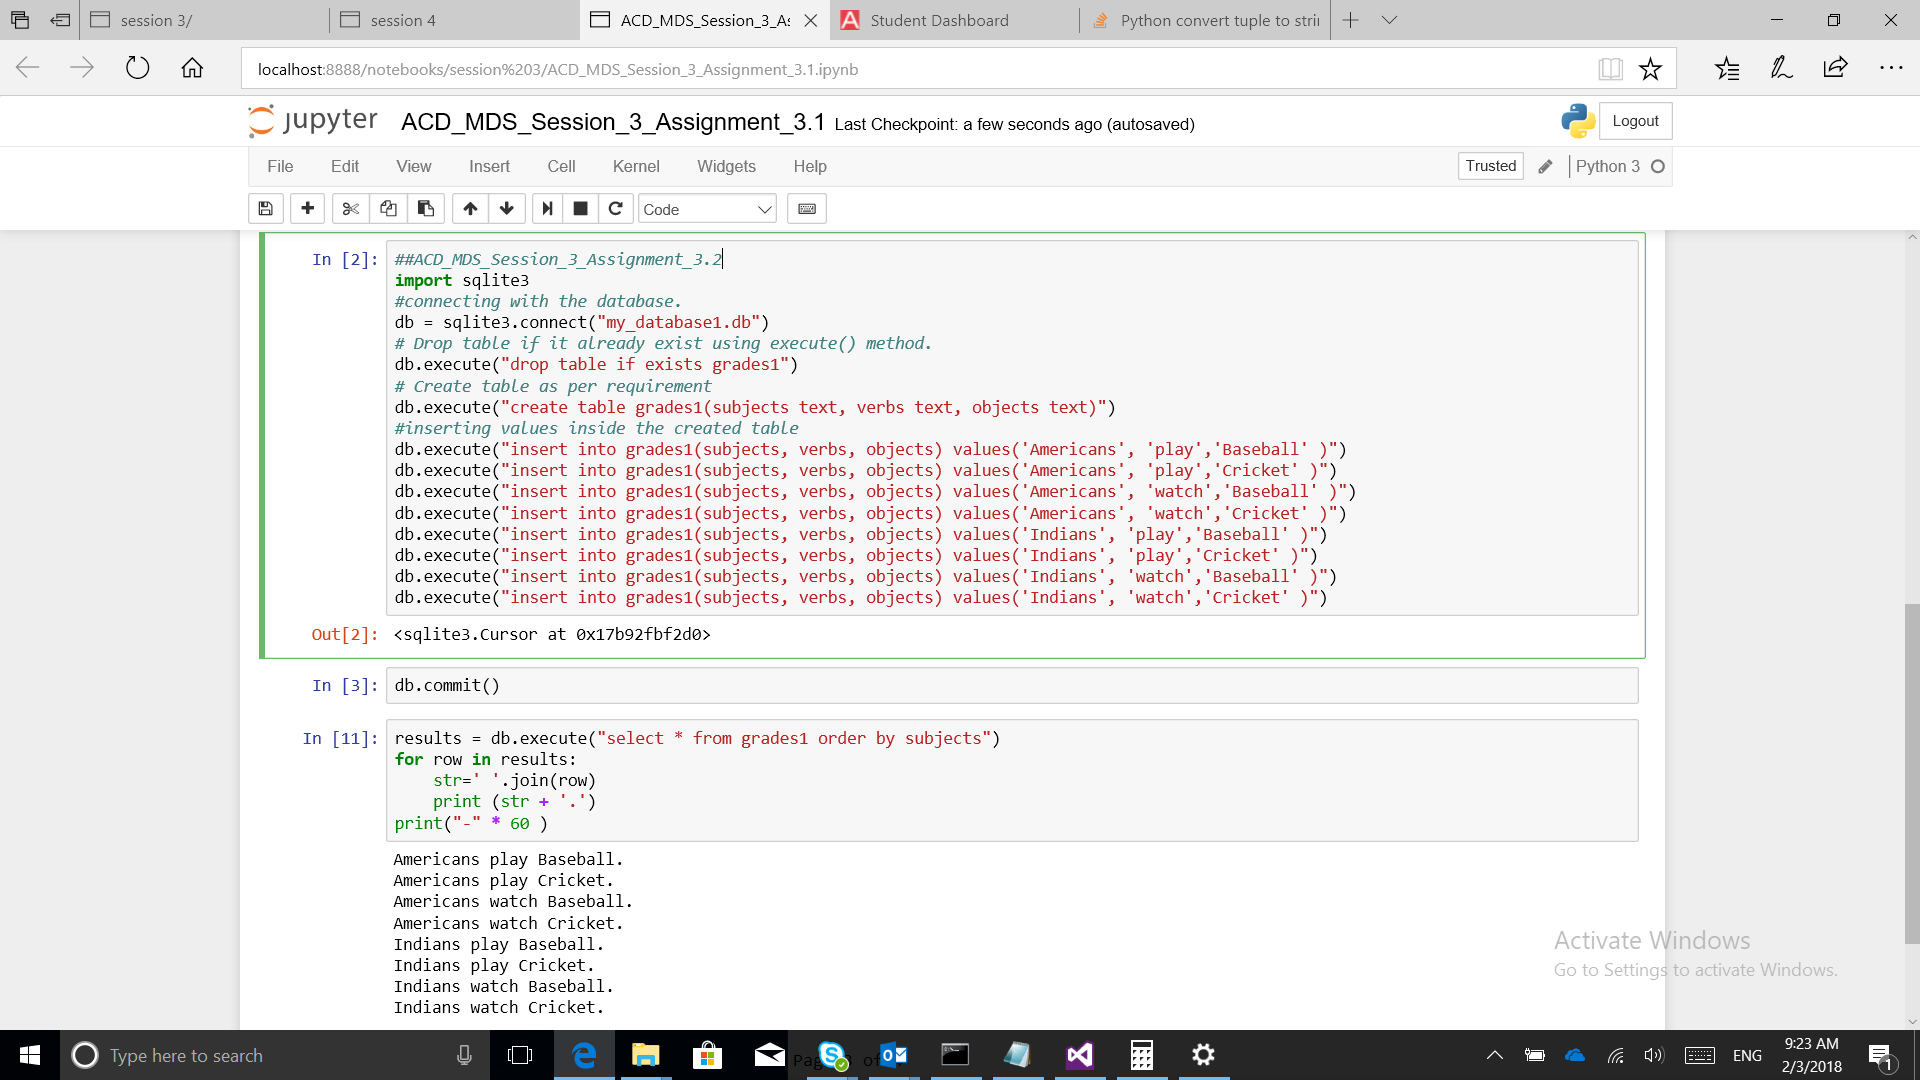 session 3/
session 4
ACD_MDS_Session_3_As
Student Dashboard
Python convert tuple to strin
localhost:8888/notebooks/session%203/ACD_MDS_Session_3_Assignment_3.1.ipynb
jupyter ACD_MDS_Session_3_Assignment_3.1 Last Checkpoint: a few seconds ago (autosaved)
Logout
File Edit View Insert Cell Kernel Widgets Help
Trusted
Python 3
Code
In [2]:
##ACD_MDS_Session_3_Assignment_3.2
import sqlite3
#connecting with the database.
db = sqlite3.connect("my_database1.db")
# Drop table if it already exist using execute() method.
db.execute("drop table if exists grades1")
# Create table as per requirement
db.execute("create table grades1(subjects text, verbs text, objects text)")
#inserting values inside the created table
db.execute("insert into grades1(subjects, verbs, objects) values('Americans', 'play','Baseball' )")
db.execute("insert into grades1(subjects, verbs, objects) values('Americans', 'play','Cricket' )")
db.execute("insert into grades1(subjects, verbs, objects) values('Americans', 'watch','Baseball' )")
db.execute("insert into grades1(subjects, verbs, objects) values('Americans', 'watch','Cricket' )")
db.execute("insert into grades1(subjects, verbs, objects) values('Indians', 'play','Baseball' )")
db.execute("insert into grades1(subjects, verbs, objects) values('Indians', 'play','Cricket' )")
db.execute("insert into grades1(subjects, verbs, objects) values('Indians', 'watch','Baseball' )")
db.execute("insert into grades1(subjects, verbs, objects) values('Indians', 'watch','Cricket' )")
Out[2]: <sqlite3.Cursor at 0x17b92fbf2d0>
In [3]: db.commit()
In [11]: results = db.execute("select * from grades1 order by subjects")
for row in results:
    str=' '.join(row)
    print (str + '.')
print("-" * 60 )
Americans play Baseball.
Americans play Cricket.
Americans watch Baseball.
Americans watch Cricket.
Indians play Baseball.
Indians play Cricket.
Indians watch Baseball.
Indians watch Cricket.
Activate Windows
Go to Settings to activate Windows.
Type here to search
ENG
9:23 AM
2/3/2018
1